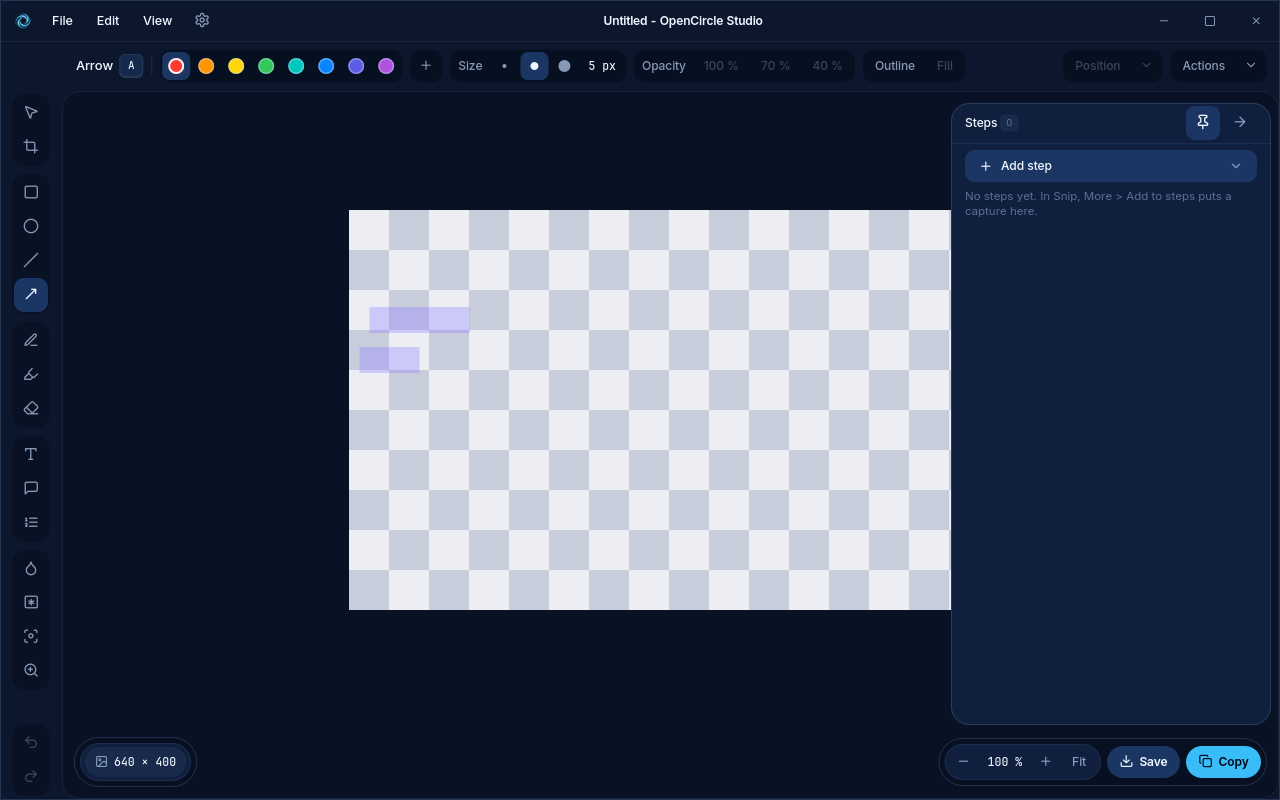 File Edit View
Untitled - OpenCircle Studio
Arrow A
Size 5 px
Opacity 100 % 70 % 40 %
Outline Fill
Position
Actions
Steps 0
Add step
No steps yet. In Snip, More > Add to steps puts a
capture here.
640 × 400
100 %
Fit
Save
Copy